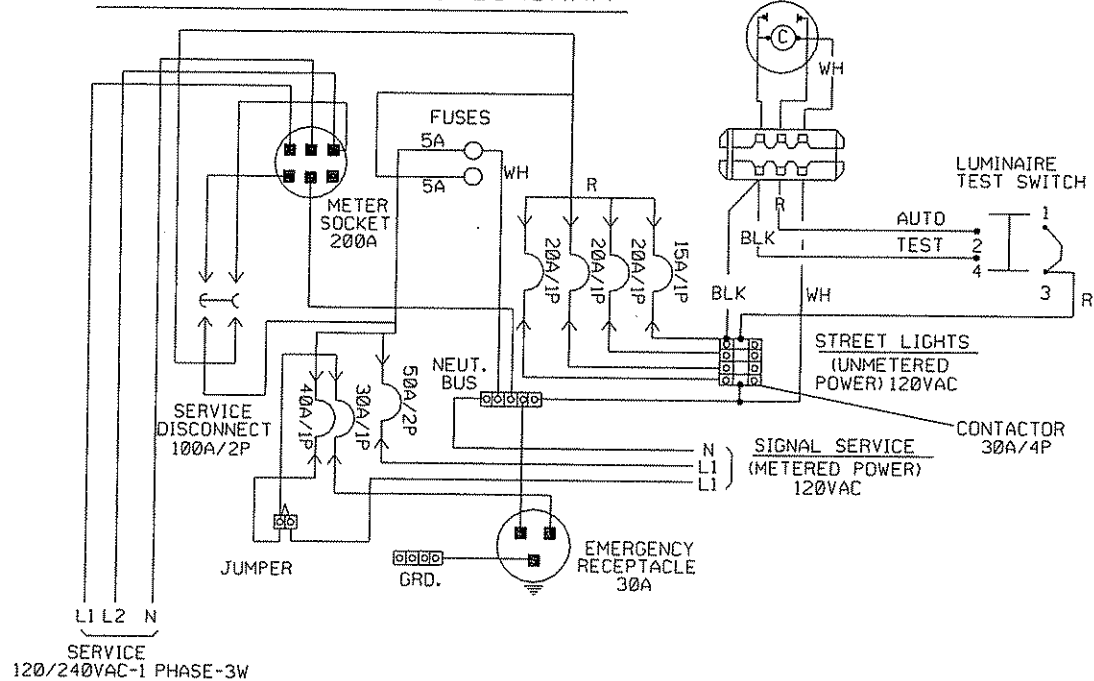 C
WH
FUSES
5A
5A
WH
METER
SOCKET
200A
R
20A/1P
20A/1P
20A/1P
15A/1P
R
BLK
BLK
WH
LUMINAIRE
TEST SWITCH
AUTO
TEST
1
2
4
3
R
STREET LIGHTS
(UNMETERED
POWER) 120VAC
CONTACTOR
30A/4P
NEUT.
BUS
SERVICE
DISCONNECT
100A/2P
40A/1P
30A/1P
50A/2P
N
L1
L1
SIGNAL SERVICE
(METERED POWER)
120VAC
JUMPER
GRD.
EMERGENCY
RECEPTACLE
30A
L1 L2 N
SERVICE
120/240VAC-1 PHASE-3W